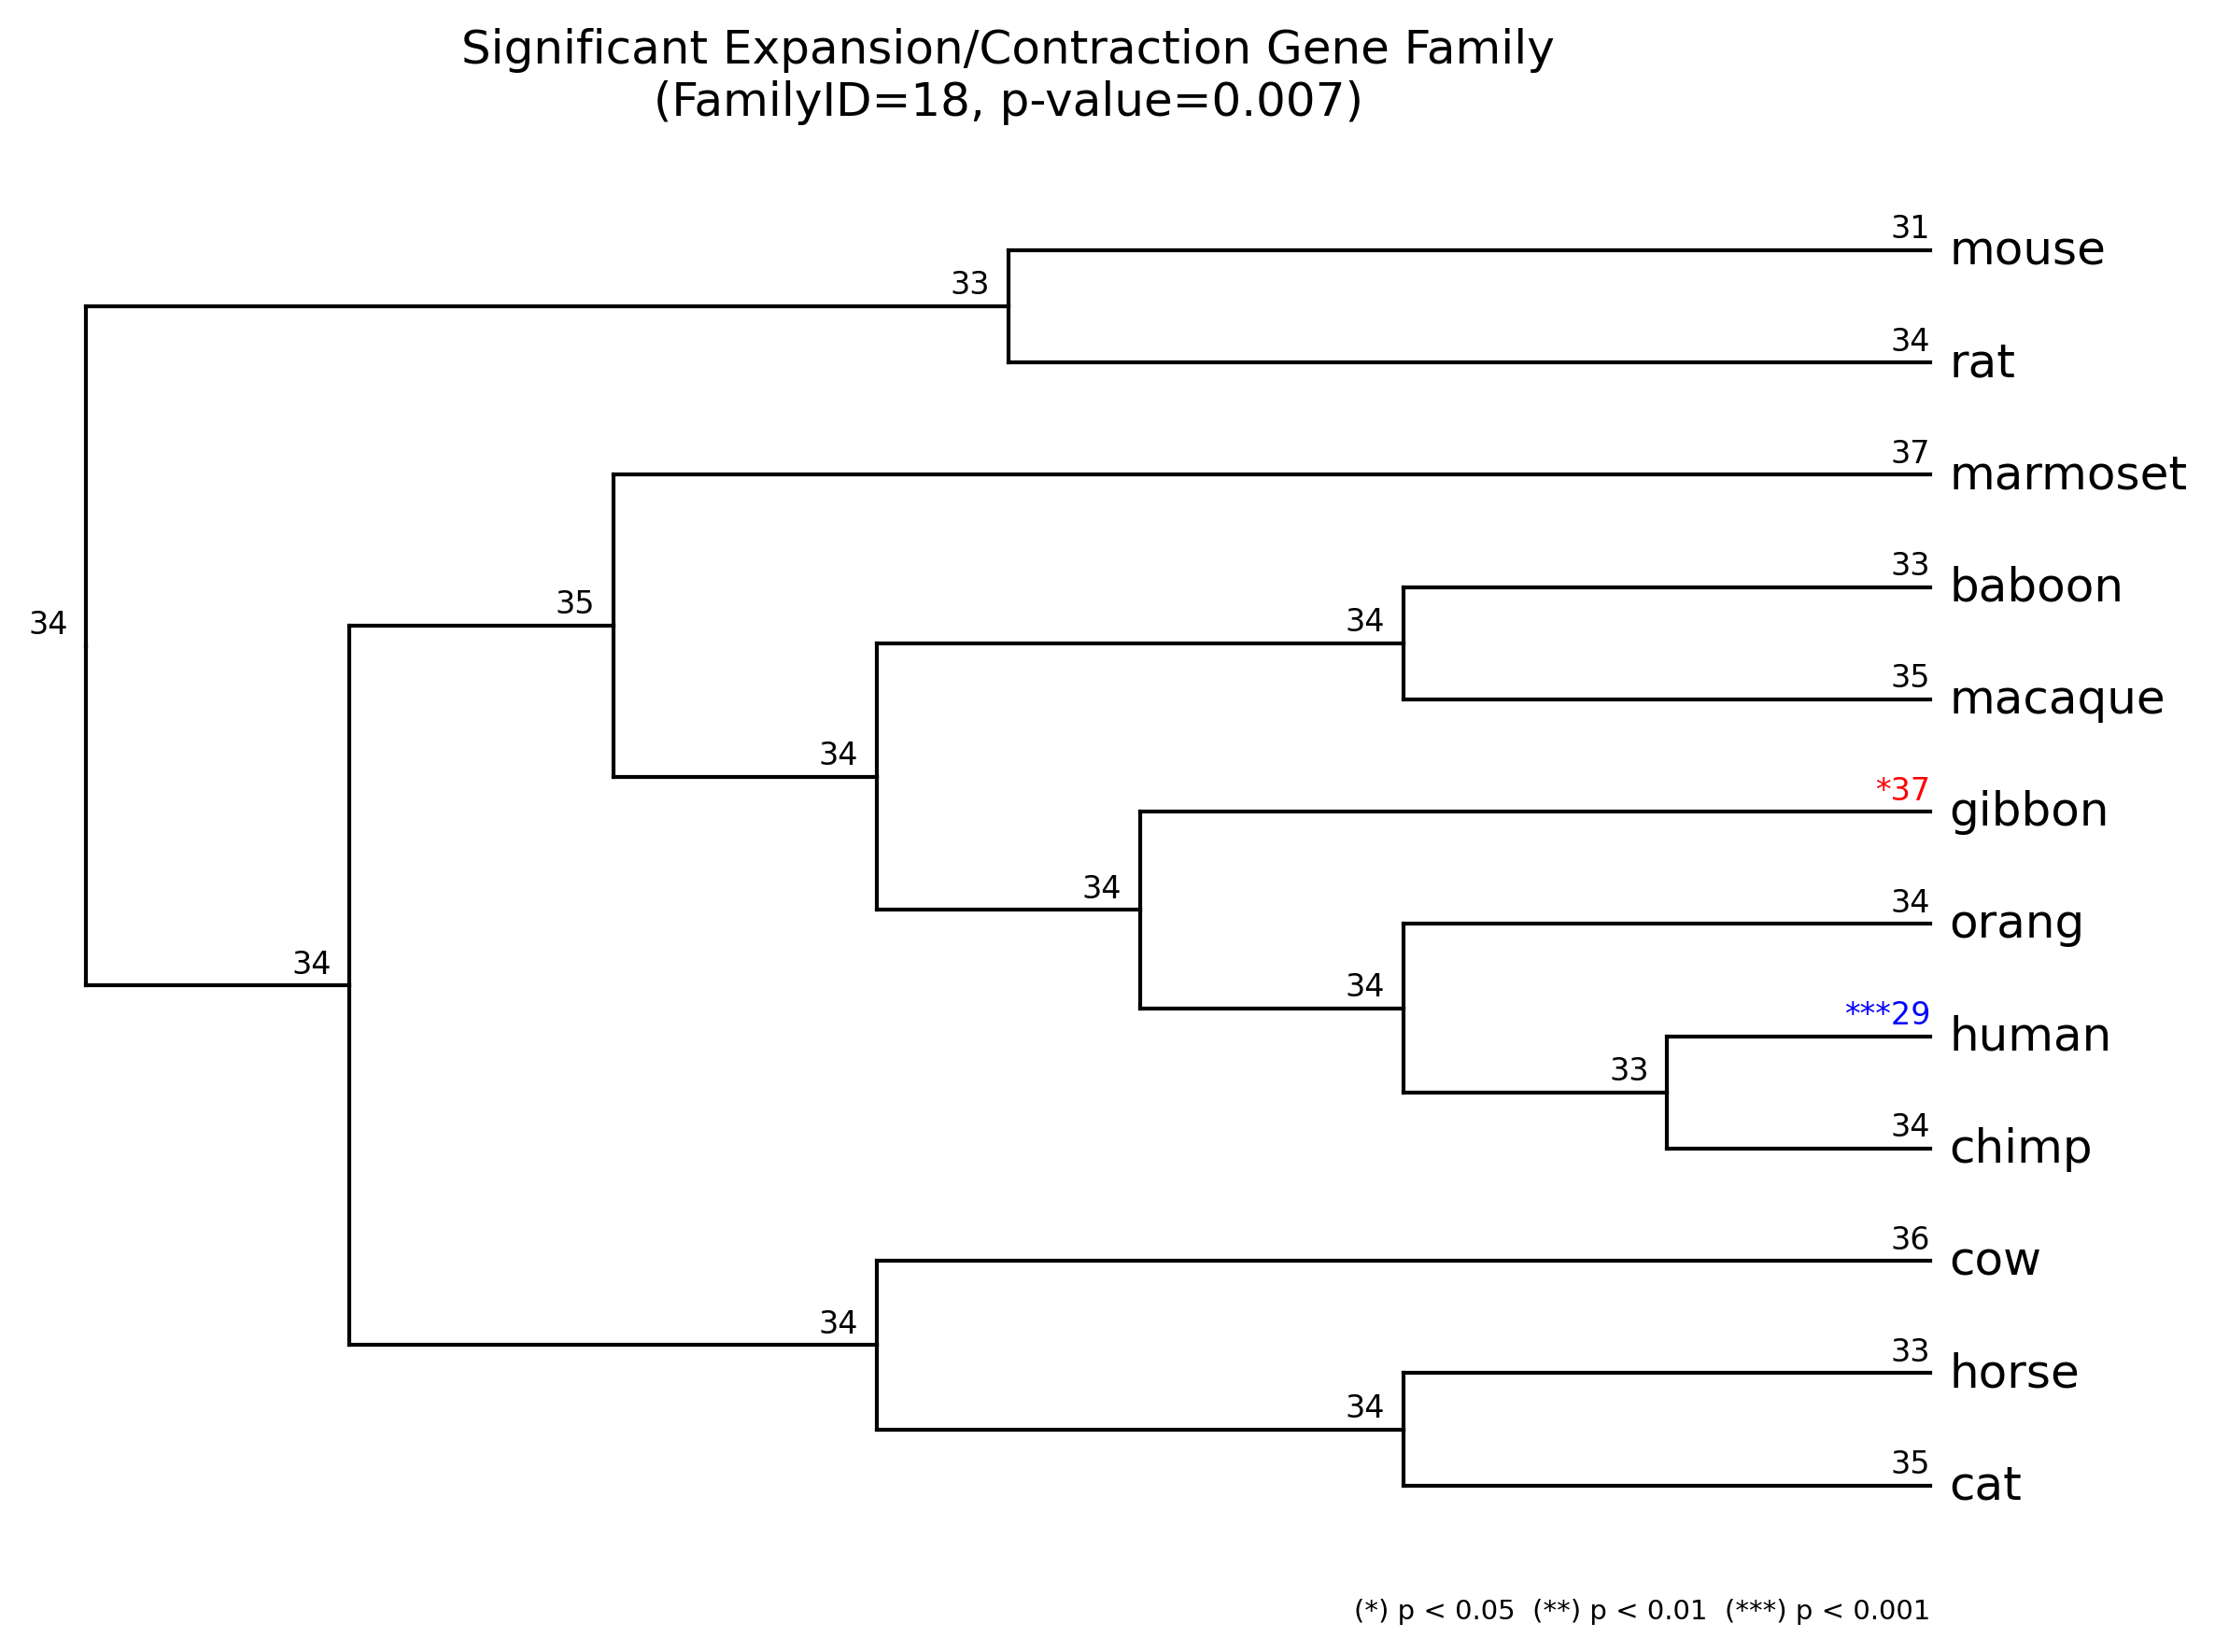 Significant Expansion/Contraction Gene Family
(FamilyID=18, p-value=0.007)
31
mouse
33
34
rat
37
marmoset
33
baboon
35
34
34
35
macaque
34
*37
gibbon
34
34
orang
34
34
***29
human
33
34
chimp
36
cow
34
33
horse
34
35
cat
(*) p < 0.05 (**) p < 0.01 (***) p < 0.001